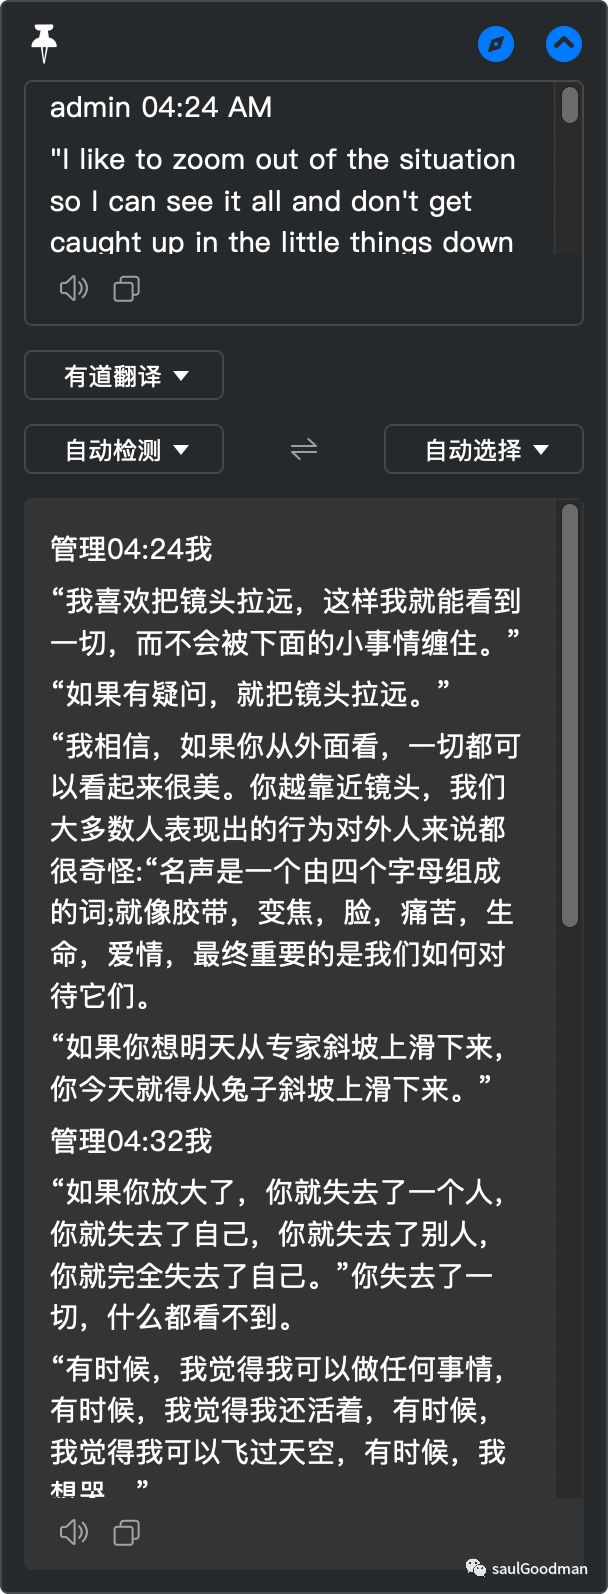 admin 04:24 AM
"I like to zoom out of the situation
so I can see it all and don't get
caught up in the little things down
有道翻译
自动检测
自动选择
管理04:24我
“我喜欢把镜头拉远，这样我就能看到
一切，而不会被下面的小事情缠住。”
“如果有疑问，就把镜头拉远。”
“我相信，如果你从外面看，一切都可
以看起来很美。你越靠近镜头，我们
大多数人表现出的行为对外人来说都
很奇怪:“名声是一个由四个字母组成
的词;就像胶带，变焦，脸，痛苦，生
命，爱情，最终重要的是我们如何对
待它们。
“如果你想明天从专家斜坡上滑下来，
你今天就得从兔子斜坡上滑下来。”
管理04:32我
“如果你放大了，你就失去了一个人，
你就失去了自己，你就失去了别人，
你就完全失去了自己。”你失去了一
切，什么都看不到。
“有时候，我觉得我可以做任何事情，
有时候，我觉得我还活着，有时候，
我觉得我可以飞过天空，有时候，我
想哭。”
saulGoodman